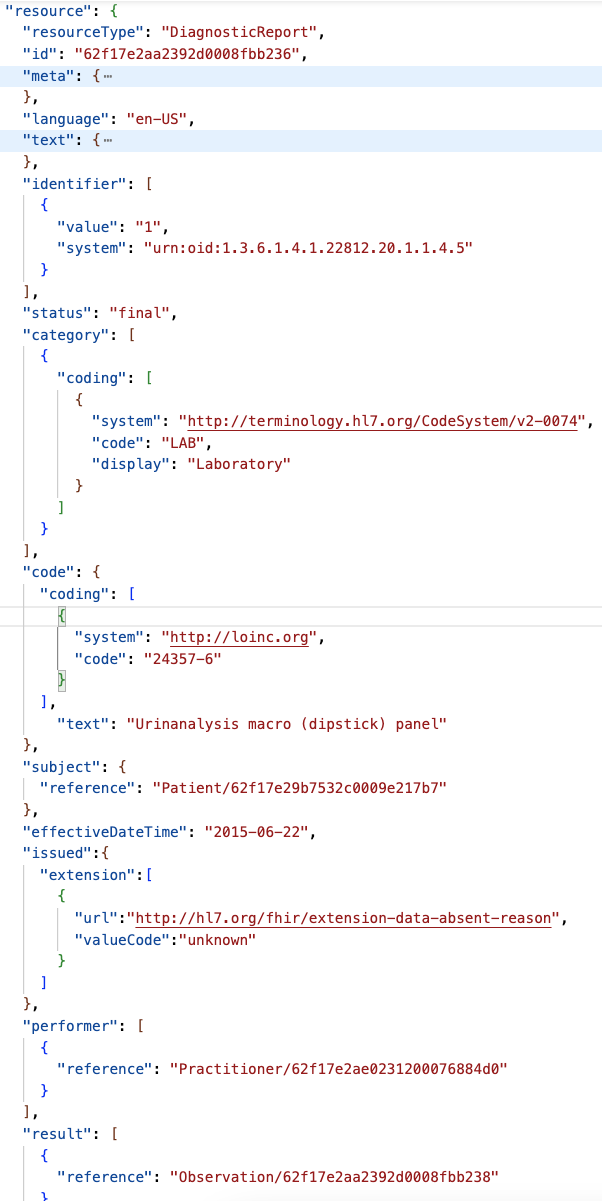 "resource": {
"resourceType": "DiagnosticReport",
"id": "62f17e2aa2392d0008fbb236",
"meta": {⋯
},
"language": "en-US",
"text": {⋯
},
"identifier": [
{
"value": "1",
"system": "urn:oid:1.3.6.1.4.1.22812.20.1.1.4.5"
}
],
"status": "final",
"category": [
{
"coding": [
{
"system": "http://terminology.hl7.org/CodeSystem/v2-0074",
"code": "LAB",
"display": "Laboratory"
}
]
}
],
"code": {
"coding": [
{
"system": "http://loinc.org",
"code": "24357-6"
}
],
"text": "Urinanalysis macro (dipstick) panel"
},
"subject": {
"reference": "Patient/62f17e29b7532c0009e217b7"
},
"effectiveDateTime": "2015-06-22",
"issued":{
"extension":[
{
"url":"http://hl7.org/fhir/extension-data-absent-reason",
"valueCode":"unknown"
}
]
},
"performer": [
{
"reference": "Practitioner/62f17e2ae0231200076884d0"
}
],
"result": [
{
"reference": "Observation/62f17e2aa2392d0008fbb238"
}